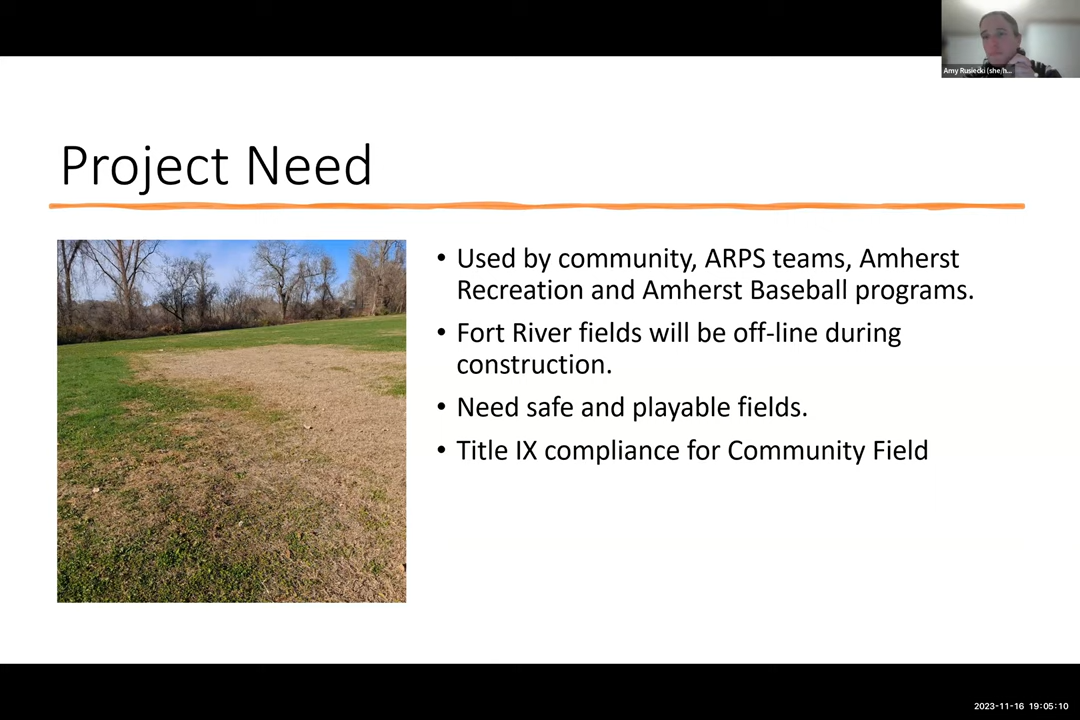 Amy Rusiecki (she/h...
Project Need
• Used by community, ARPS teams, Amherst
Recreation and Amherst Baseball programs.
• Fort River fields will be off-line during
construction.
• Need safe and playable fields.
• Title IX compliance for Community Field
2023-11-16 19:05:10